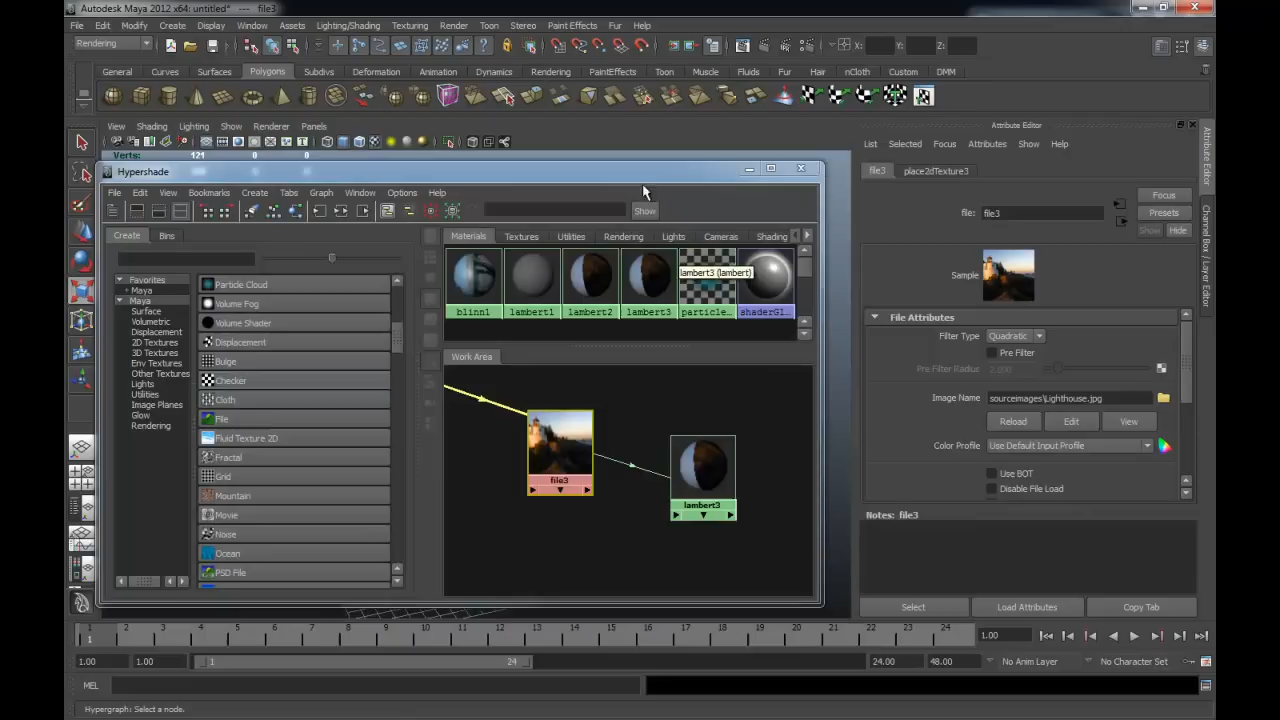 Autodesk Maya 2012 x64: untitled* --- file3
File Edit Modify Create Display Window Assets Lighting/Shading Texturing Render Toon Stereo Paint Effects Fur Help
Rendering X: Y: Z:
General Curves Surfaces Polygons Subdivs Deformation Animation Dynamics Rendering PaintEffects Toon Muscle Fluids Fur Hair nCloth Custom DMM
View Shading Lighting Show Renderer Panels
Attribute Editor
Verts: 121 0 0
List Selected Focus Attributes Show Help
Hypershade
file3 place2dTexture3
File Edit View Bookmarks Create Tabs Graph Window Options Help
Show
file: file3
Focus
Presets
Show Hide
Create Bins
Materials Textures Utilities Rendering Lights Cameras Shading
Sample
lambert3 (lambert)
blinn1 lambert1 lambert2 lambert3 particle... shaderGl...
Favorites
Maya
Maya
Surface
Volumetric
Displacement
2D Textures
3D Textures
Env Textures
Other Textures
Lights
Utilities
Image Planes
Glow
Rendering
Particle Cloud
Volume Fog
Volume Shader
Displacement
Bulge
Checker
Cloth
File
Fluid Texture 2D
Fractal
Grid
Mountain
Movie
Noise
Ocean
PSD File
Work Area
file3
lambert3
File Attributes
Filter Type Quadratic
Pre Filter
Pre Filter Radius 2.000
Image Name sourceimages\Lighthouse.jpg
Reload Edit View
Color Profile Use Default Input Profile
Use BOT
Disable File Load
Notes: file3
Select Load Attributes Copy Tab
Attribute Editor
Channel Box / Layer Editor
1 2 3 4 5 6 7 8 9 10 11 12 13 14 15 16 17 18 19 20 21 22 23 24
1 1.00
1.00 1.00 1 24 24.00 48.00 No Anim Layer No Character Set
MEL
Hypergraph: Select a node.